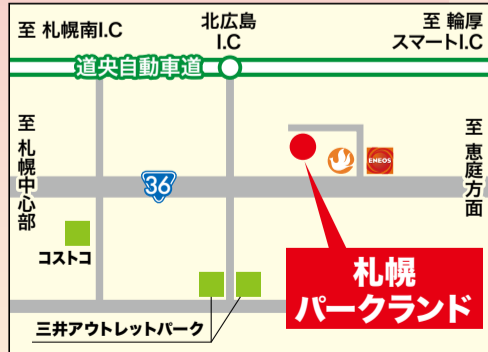 至 札幌南I.C
北広島
I.C
至 輪厚
スマートI.C
道央自動車道
至 札幌中心部
36
ENEOS
至 恵庭方面
コストコ
札幌
パークランド
三井アウトレットパーク